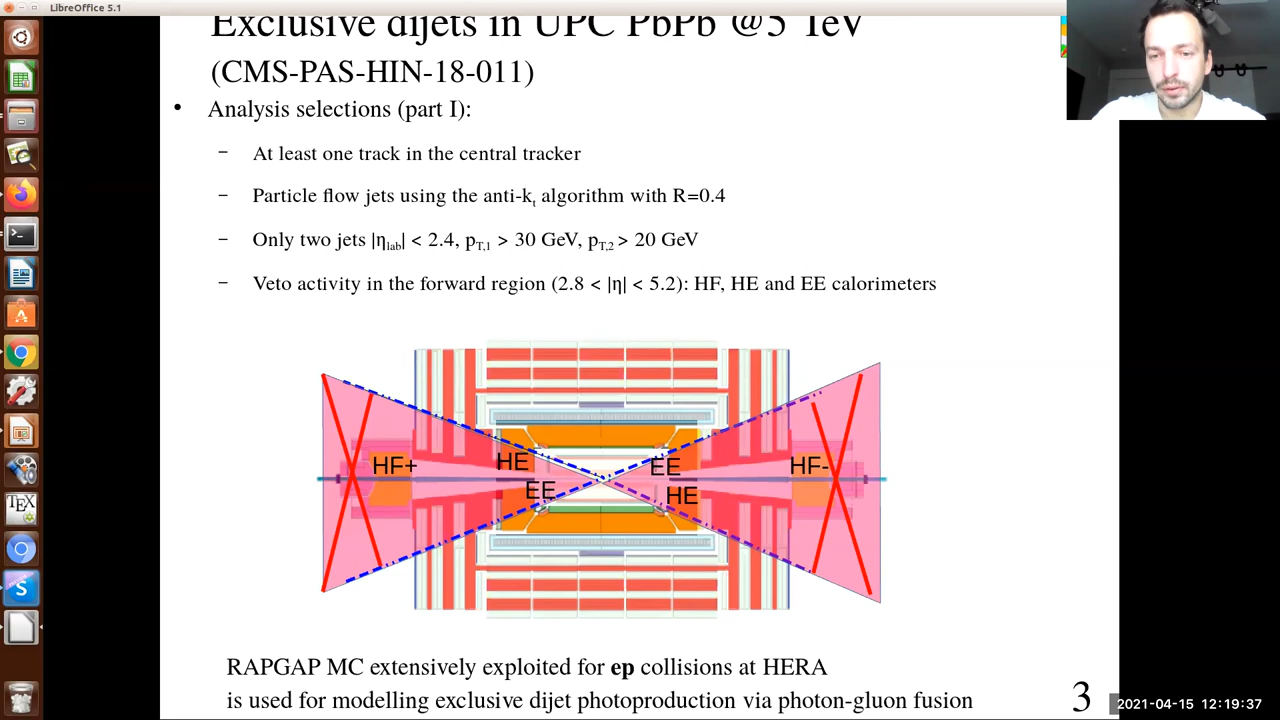 LibreOffice 5.1
Exclusive dijets in UPC PbPb @5 TeV
(CMS-PAS-HIN-18-011)
• Analysis selections (part I):
– At least one track in the central tracker
– Particle flow jets using the anti-kt algorithm with R=0.4
– Only two jets |ηlab| < 2.4, pT,1 > 30 GeV, pT,2 > 20 GeV
– Veto activity in the forward region (2.8 < |η| < 5.2): HF, HE and EE calorimeters
HF+ HE EE HF-
EE HE
RAPGAP MC extensively exploited for ep collisions at HERA
is used for modelling exclusive dijet photoproduction via photon-gluon fusion
3
2021-04-15 12:19:37
TEX